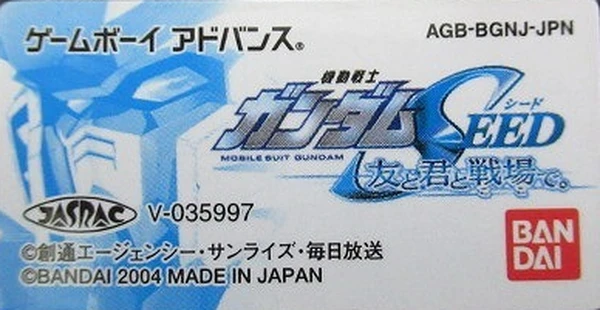 ゲームボーイ アドバンス®
AGB-BGNJ-JPN
機動戦士
ガンダムSEED
シード
MOBILE SUIT GUNDAM
友と君と戦場で。
JASRAC
V-035997
©創通エージェンシー・サンライズ・毎日放送
©BANDAI 2004 MADE IN JAPAN
BAN
DAI